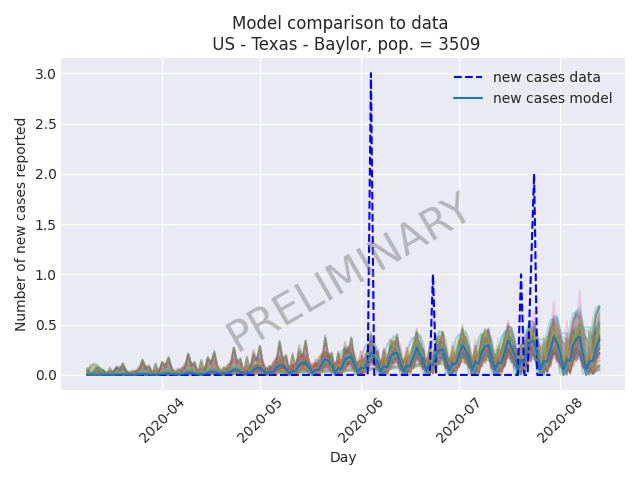 Model comparison to data
US - Texas - Baylor, pop. = 3509
new cases data
new cases model
3.0
2.5
2.0
1.5
1.0
0.5
0.0
Number of new cases reported
PRELIMINARY
2020-04
2020-05
2020-06
2020-07
2020-08
Day